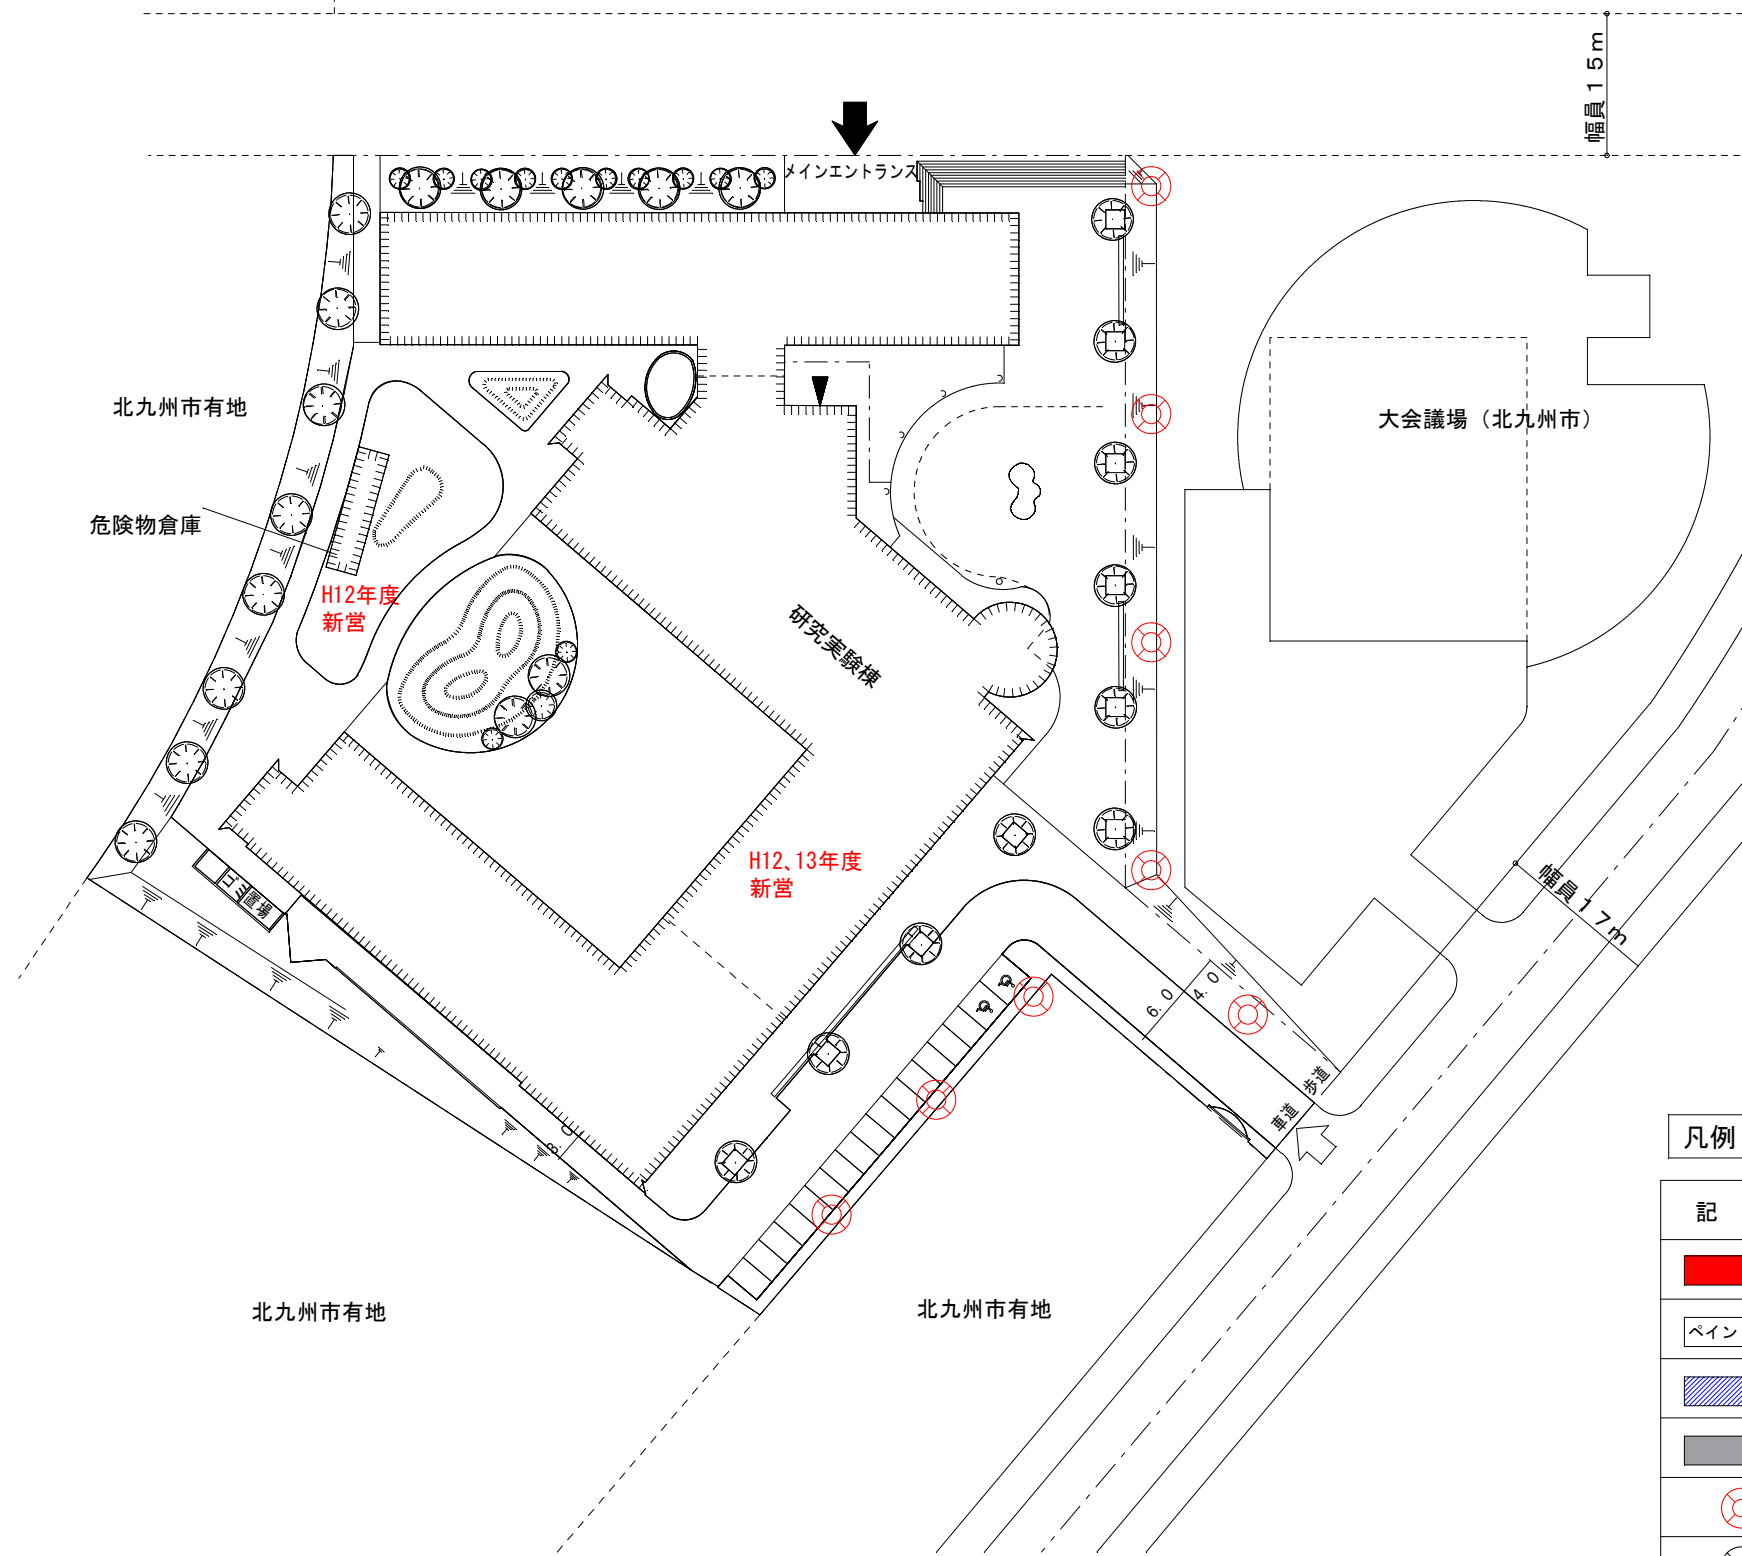 幅員１５ｍ
メインエントランス
北九州市有地
大会議場（北九州市）
危険物倉庫
H12年度
新営
研究実験棟
H12､13年度
新営
ゴミ置場
幅員１７ｍ
6．0
4．0
歩道
車道
8．0
北九州市有地
北九州市有地
凡例
記
ペイン